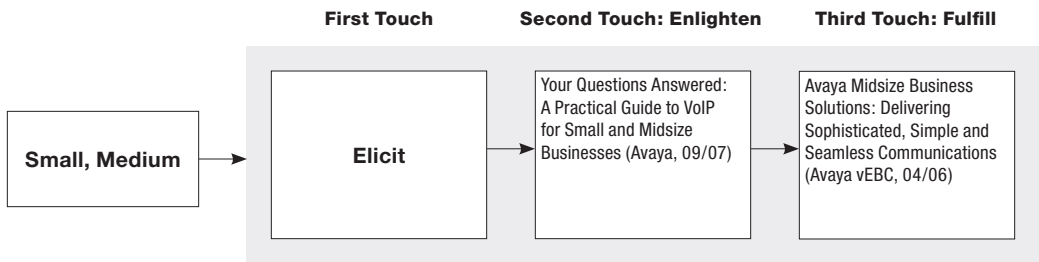 First Touch
Second Touch: Enlighten
Third Touch: Fulfill
Small, Medium
Elicit
Your Questions Answered:
A Practical Guide to VoIP
for Small and Midsize
Businesses (Avaya, 09/07)
Avaya Midsize Business
Solutions: Delivering
Sophisticated, Simple and
Seamless Communications
(Avaya vEBC, 04/06)